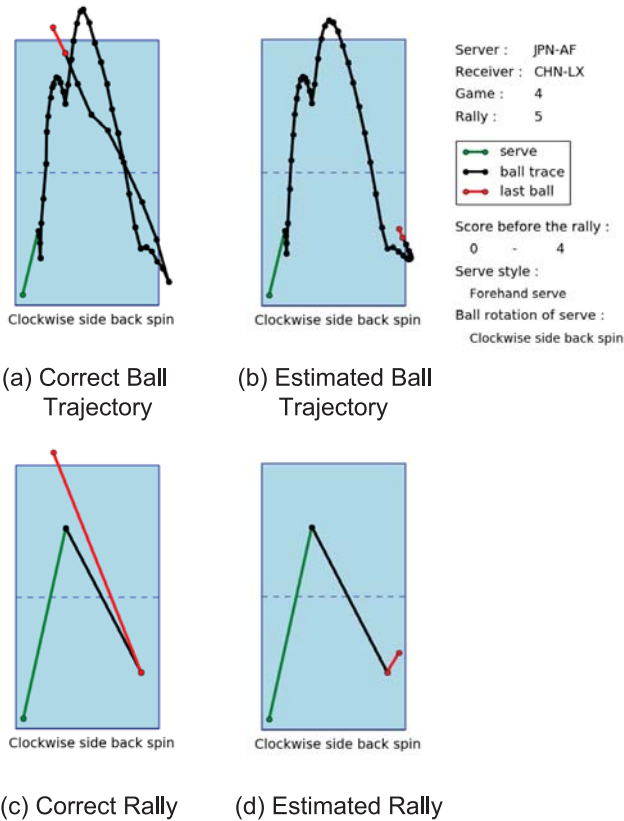 Server : JPN-AF
Receiver : CHN-LX
Game : 4
Rally : 5
serve
ball trace
last ball
Score before the rally :
0 - 4
Serve style :
Forehand serve
Ball rotation of serve :
Clockwise side back spin
Clockwise side back spin
Clockwise side back spin
(a) Correct Ball
Trajectory
(b) Estimated Ball
Trajectory
Clockwise side back spin
Clockwise side back spin
(c) Correct Rally
(d) Estimated Rally